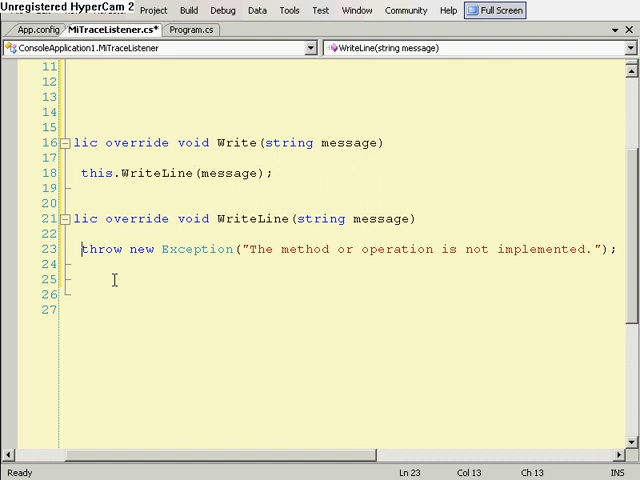 Unregistered HyperCam 2
Project Build Debug Data Tools Test Window Community Help Full Screen
App.config MiTraceListener.cs* Program.cs
ConsoleApplication1.MiTraceListener WriteLine(string message)
11
12
13
14
15
16 lic override void Write(string message)
17
18 this.WriteLine(message);
19
20
21 lic override void WriteLine(string message)
22
23 throw new Exception("The method or operation is not implemented.");
24
25
26
27
Ready Ln 23 Col 13 Ch 13 INS